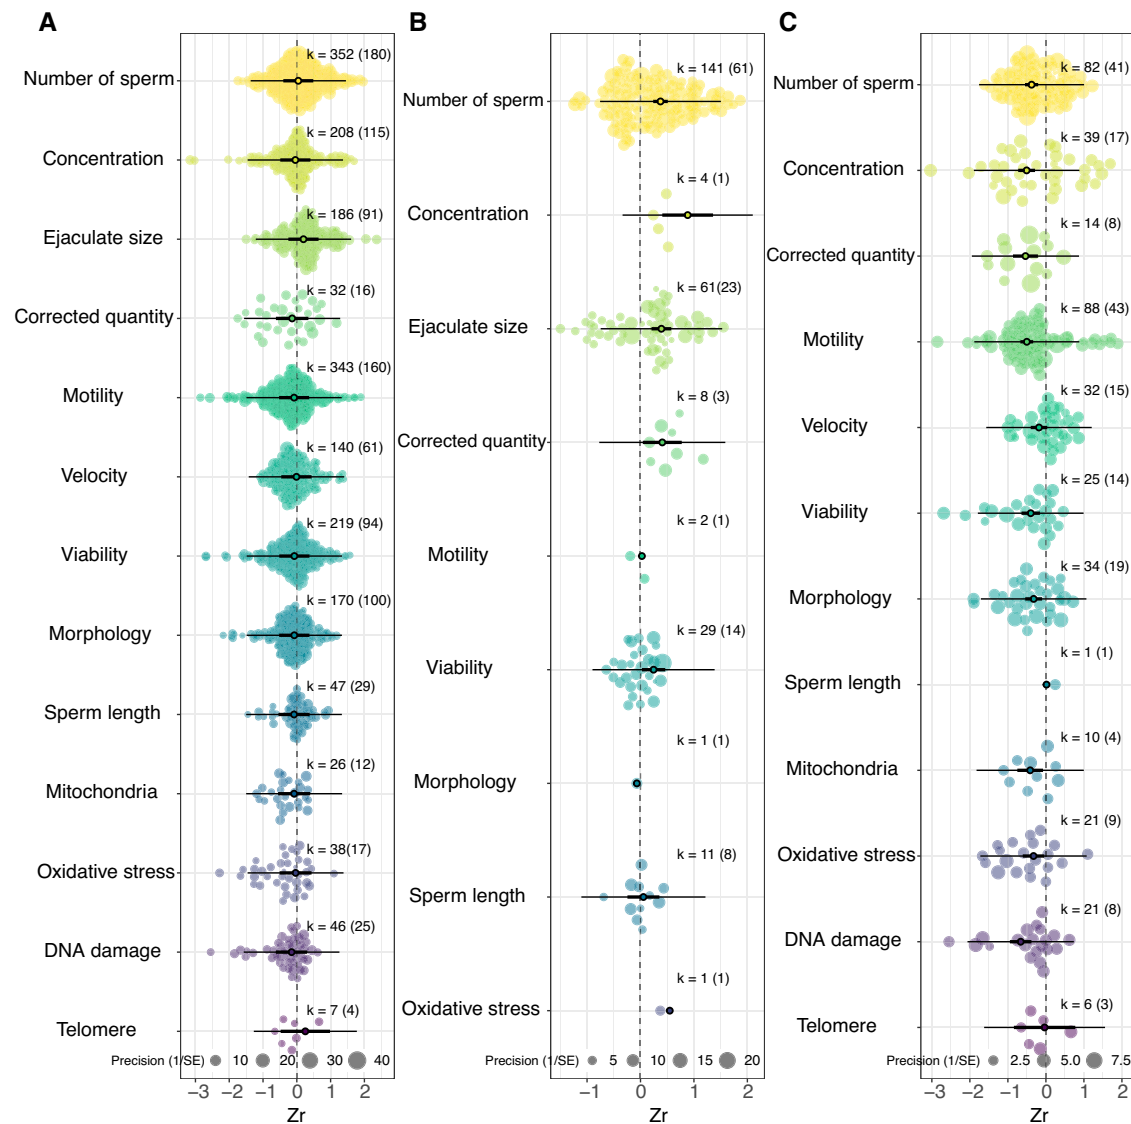 A
Number of sperm
k = 352 (180)
Concentration
k = 208 (115)
Ejaculate size
k = 186 (91)
Corrected quantity
k = 32 (16)
Motility
k = 343 (160)
Velocity
k = 140 (61)
Viability
k = 219 (94)
Morphology
k = 170 (100)
Sperm length
k = 47 (29)
Mitochondria
k = 26 (12)
Oxidative stress
k = 38(17)
DNA damage
k = 46 (25)
Telomere
k = 7 (4)
Precision (1/SE) 10 20 30 40
−3 −2 −1 0 1 2
Zr
B
Number of sperm
k = 141 (61)
Concentration
k = 4 (1)
Ejaculate size
k = 61(23)
Corrected quantity
k = 8 (3)
Motility
k = 2 (1)
Viability
k = 29 (14)
Morphology
k = 1 (1)
Sperm length
k = 11 (8)
Oxidative stress
k = 1 (1)
Precision (1/SE) 5 10 15 20
−1 0 1 2
Zr
C
Number of sperm
k = 82 (41)
Concentration
k = 39 (17)
Corrected quantity
k = 14 (8)
Motility
k = 88 (43)
Velocity
k = 32 (15)
Viability
k = 25 (14)
Morphology
k = 34 (19)
Sperm length
k = 1 (1)
Mitochondria
k = 10 (4)
Oxidative stress
k = 21 (9)
DNA damage
k = 21 (8)
Telomere
k = 6 (3)
Precision (1/SE) 2.5 5.0 7.5
−3 −2 −1 0 1 2
Zr